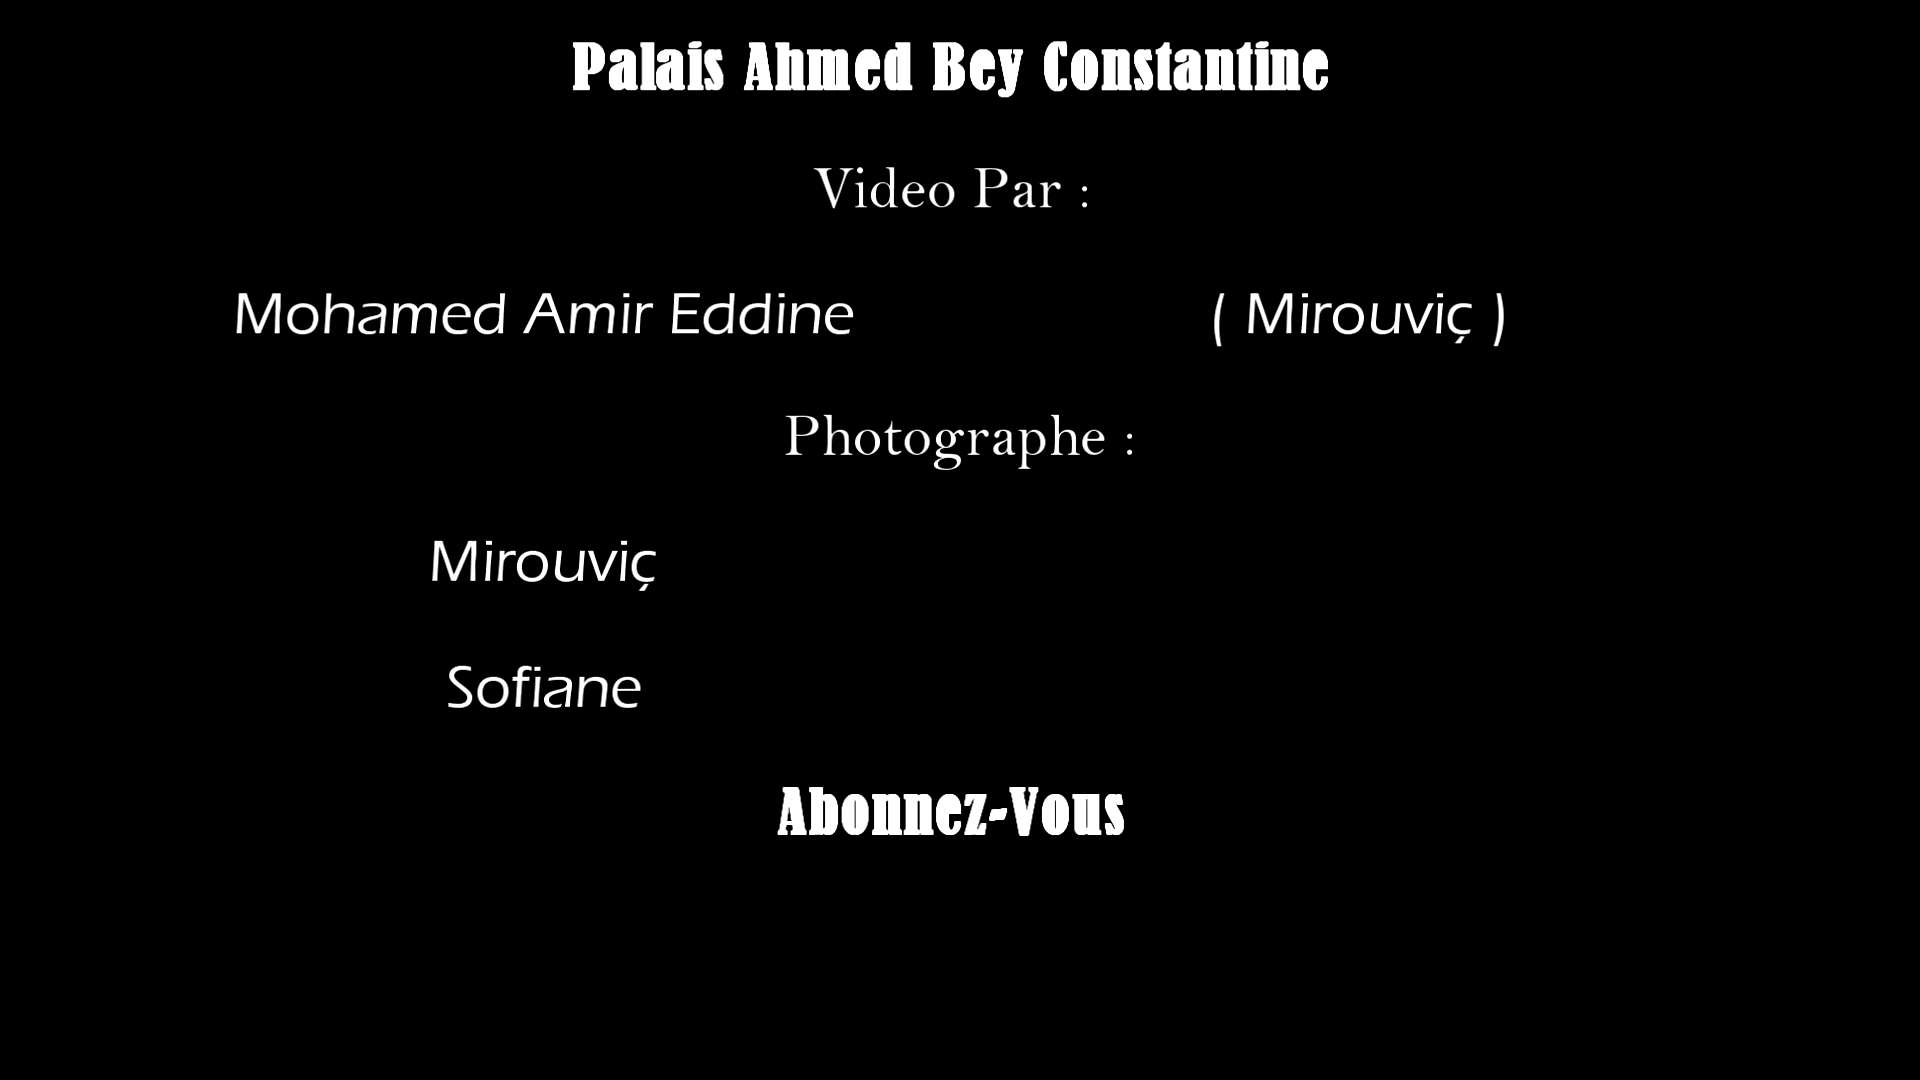 Palais Ahmed Bey Constantine
Video Par :
Mohamed Amir Eddine ( Mirouviç )
Photographe :
Mirouviç
Sofiane
Abonnez-Vous